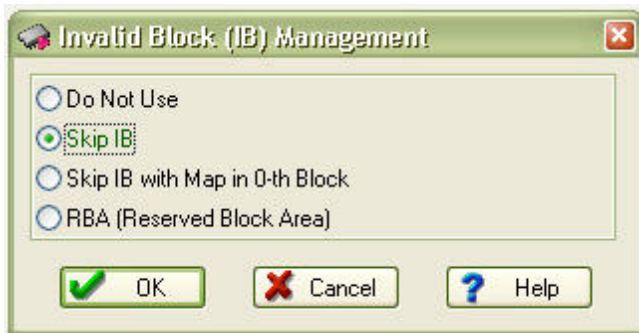 Invalid Block (IB) Management
Do Not Use
Skip IB
Skip IB with Map in 0-th Block
RBA (Reserved Block Area)
OK Cancel Help